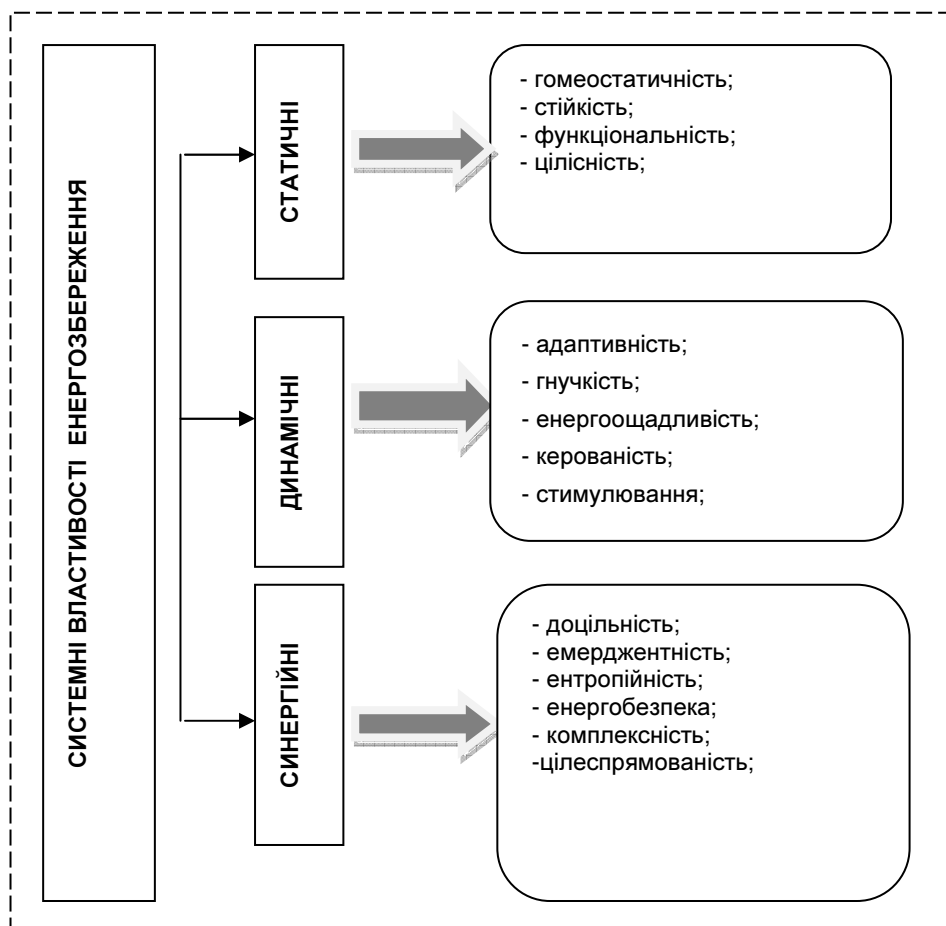 СИСТЕМНІ ВЛАСТИВОСТІ ЕНЕРГОЗБЕРЕЖЕННЯ
СТАТИЧНІ
- гомеостатичність;
- стійкість;
- функціональність;
- цілісність;
ДИНАМІЧНІ
- адаптивність;
- гнучкість;
- енергоощадливість;
- керованість;
- стимулювання;
СИНЕРГІЙНІ
- доцільність;
- емерджентність;
- ентропійність;
- енергобезпека;
- комплексність;
-цілеспрямованість;